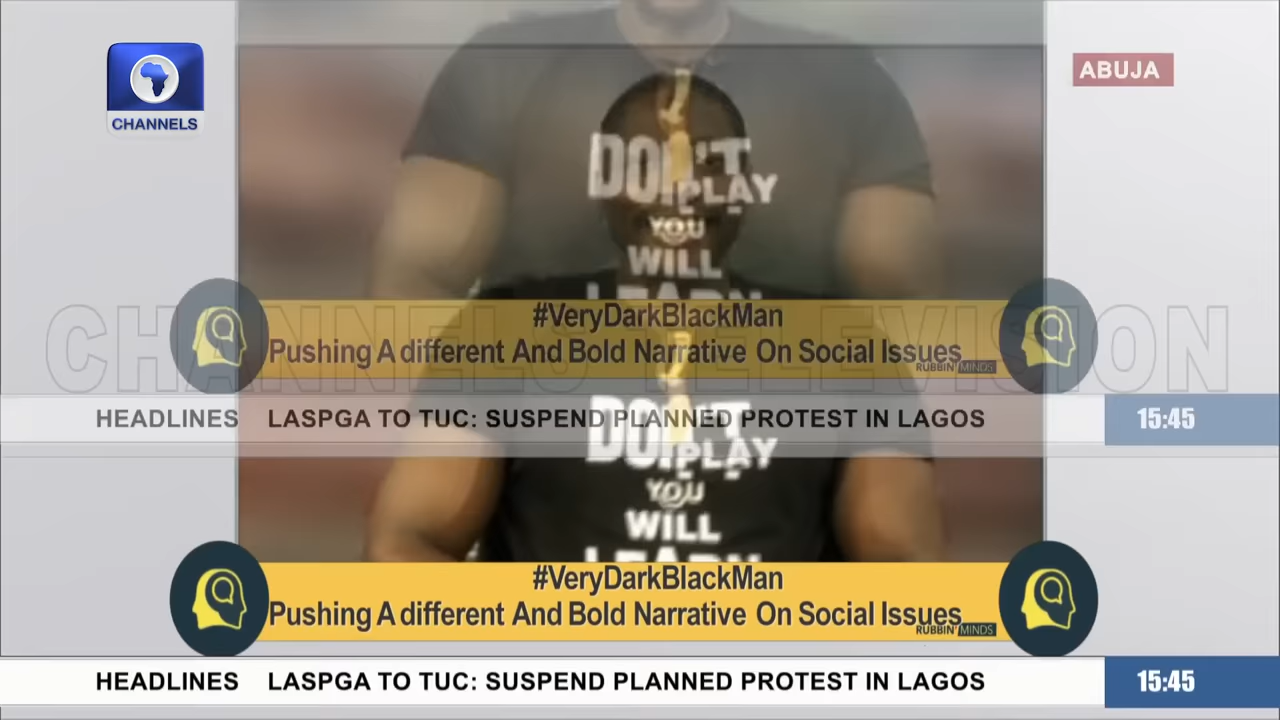 ABUJA
CHANNELS
DON'T
PLAY
YOU
WILL
LEARN
#VeryDarkBlackMan
Pushing A different And Bold Narrative On Social Issues
RUBBIN' MINDS
CHANNELS TELEVISION
HEADLINES LASPGA TO TUC: SUSPEND PLANNED PROTEST IN LAGOS 15:45
DON'T
PLAY
YOU
WILL
LEARN
#VeryDarkBlackMan
Pushing A different And Bold Narrative On Social Issues
RUBBIN' MINDS
HEADLINES LASPGA TO TUC: SUSPEND PLANNED PROTEST IN LAGOS 15:45